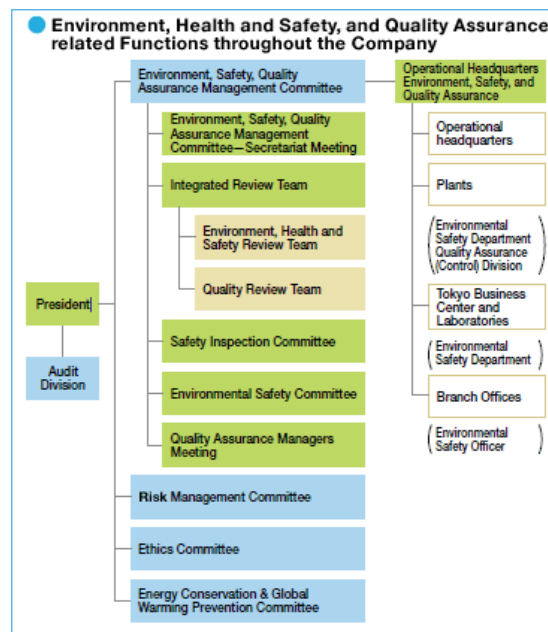 Environment, Health and Safety, and Quality Assurance
related Functions throughout the Company
Environment, Safety, Quality
Assurance Management Committee
Operational Headquarters
Environment, Safety, and
Quality Assurance
Environment, Safety, Quality
Assurance Management
Committee—Secretariat Meeting
Operational
headquarters
Integrated Review Team
Plants
Environment, Health and
Safety Review Team
(Environmental
Safety Department
Quality Assurance
(Control) Division)
Quality Review Team
President
Tokyo Business
Center and
Laboratories
Safety Inspection Committee
(Environmental
Safety Department)
Audit
Division
Environmental Safety Committee
Branch Offices
Quality Assurance Managers
Meeting
(Environmental
Safety Officer)
Risk Management Committee
Ethics Committee
Energy Conservation & Global
Warming Prevention Committee